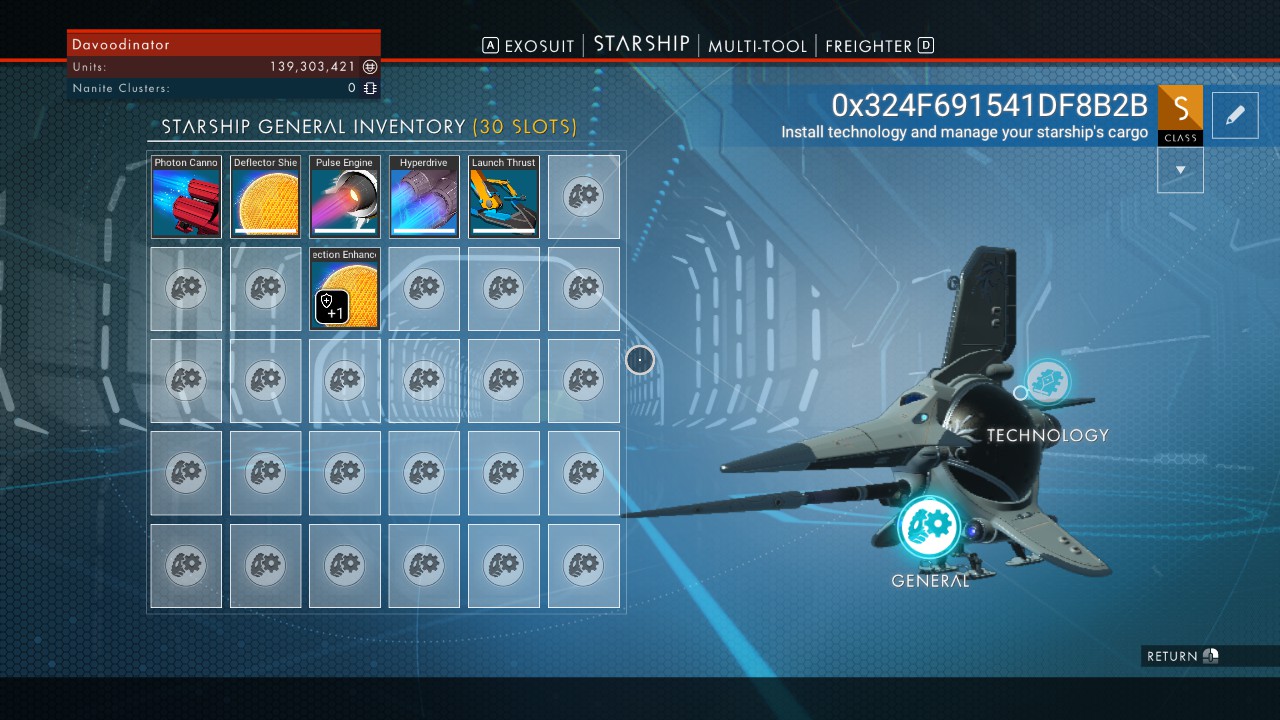 Davoodinator
Units: 139,303,421
Nanite Clusters: 0
A EXOSUIT STARSHIP MULTI-TOOL FREIGHTER D
0x324F691541DF8B2B
Install technology and manage your starship's cargo
S
CLASS
STARSHIP GENERAL INVENTORY (30 SLOTS)
Photon Canno Deflector Shie Pulse Engine Hyperdrive Launch Thrust
ection Enhanc
+1
TECHNOLOGY
GENERAL
RETURN